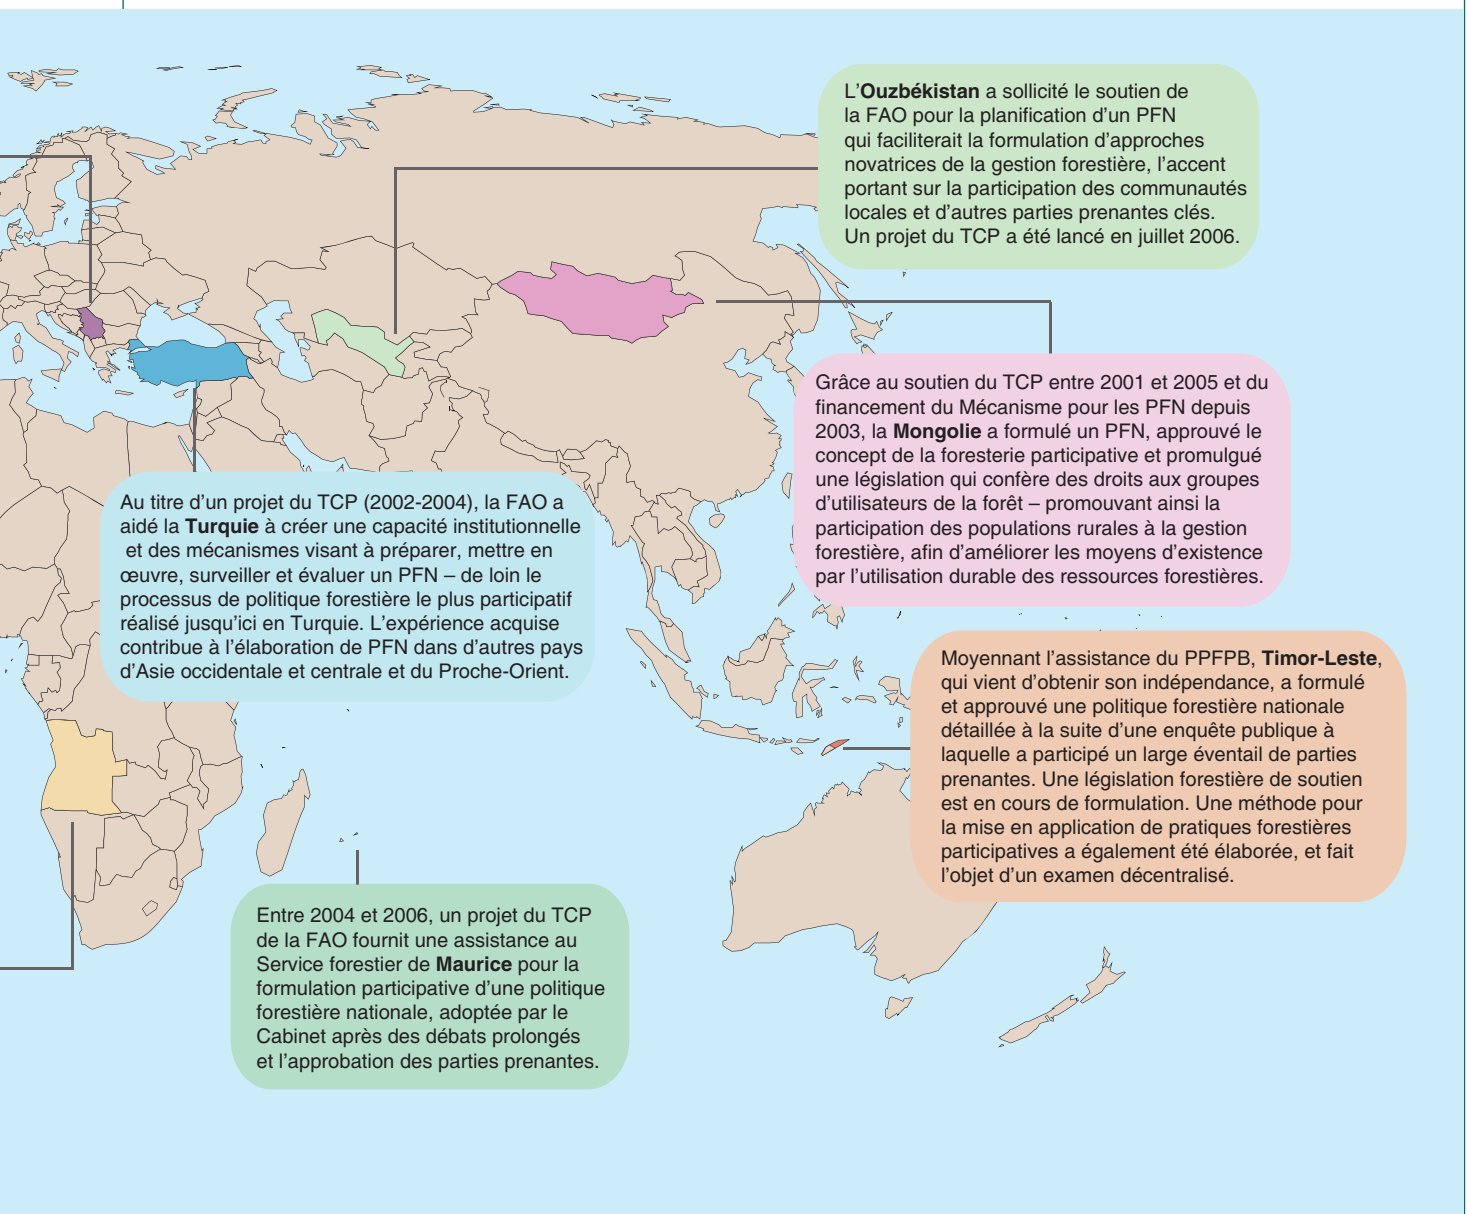 L’Ouzbékistan a sollicité le soutien de
la FAO pour la planification d’un PFN
qui faciliterait la formulation d’approches
novatrices de la gestion forestière, l’accent
portant sur la participation des communautés
locales et d’autres parties prenantes clés.
Un projet du TCP a été lancé en juillet 2006.
Grâce au soutien du TCP entre 2001 et 2005 et du
financement du Mécanisme pour les PFN depuis
2003, la Mongolie a formulé un PFN, approuvé le
concept de la foresterie participative et promulgué
une législation qui confère des droits aux groupes
d’utilisateurs de la forêt – promouvant ainsi la
participation des populations rurales à la gestion
forestière, afin d’améliorer les moyens d’existence
par l’utilisation durable des ressources forestières.
Au titre d’un projet du TCP (2002-2004), la FAO a
aidé la Turquie à créer une capacité institutionnelle
et des mécanismes visant à préparer, mettre en
œuvre, surveiller et évaluer un PFN – de loin le
processus de politique forestière le plus participatif
réalisé jusqu’ici en Turquie. L’expérience acquise
contribue à l’élaboration de PFN dans d’autres pays
d’Asie occidentale et centrale et du Proche-Orient.
Moyennant l’assistance du PPFPB, Timor-Leste,
qui vient d’obtenir son indépendance, a formulé
et approuvé une politique forestière nationale
détaillée à la suite d’une enquête publique à
laquelle a participé un large éventail de parties
prenantes. Une législation forestière de soutien
est en cours de formulation. Une méthode pour
la mise en application de pratiques forestières
participatives a également été élaborée, et fait
l’objet d’un examen décentralisé.
Entre 2004 et 2006, un projet du TCP
de la FAO fournit une assistance au
Service forestier de Maurice pour la
formulation participative d’une politique
forestière nationale, adoptée par le
Cabinet après des débats prolongés
et l’approbation des parties prenantes.